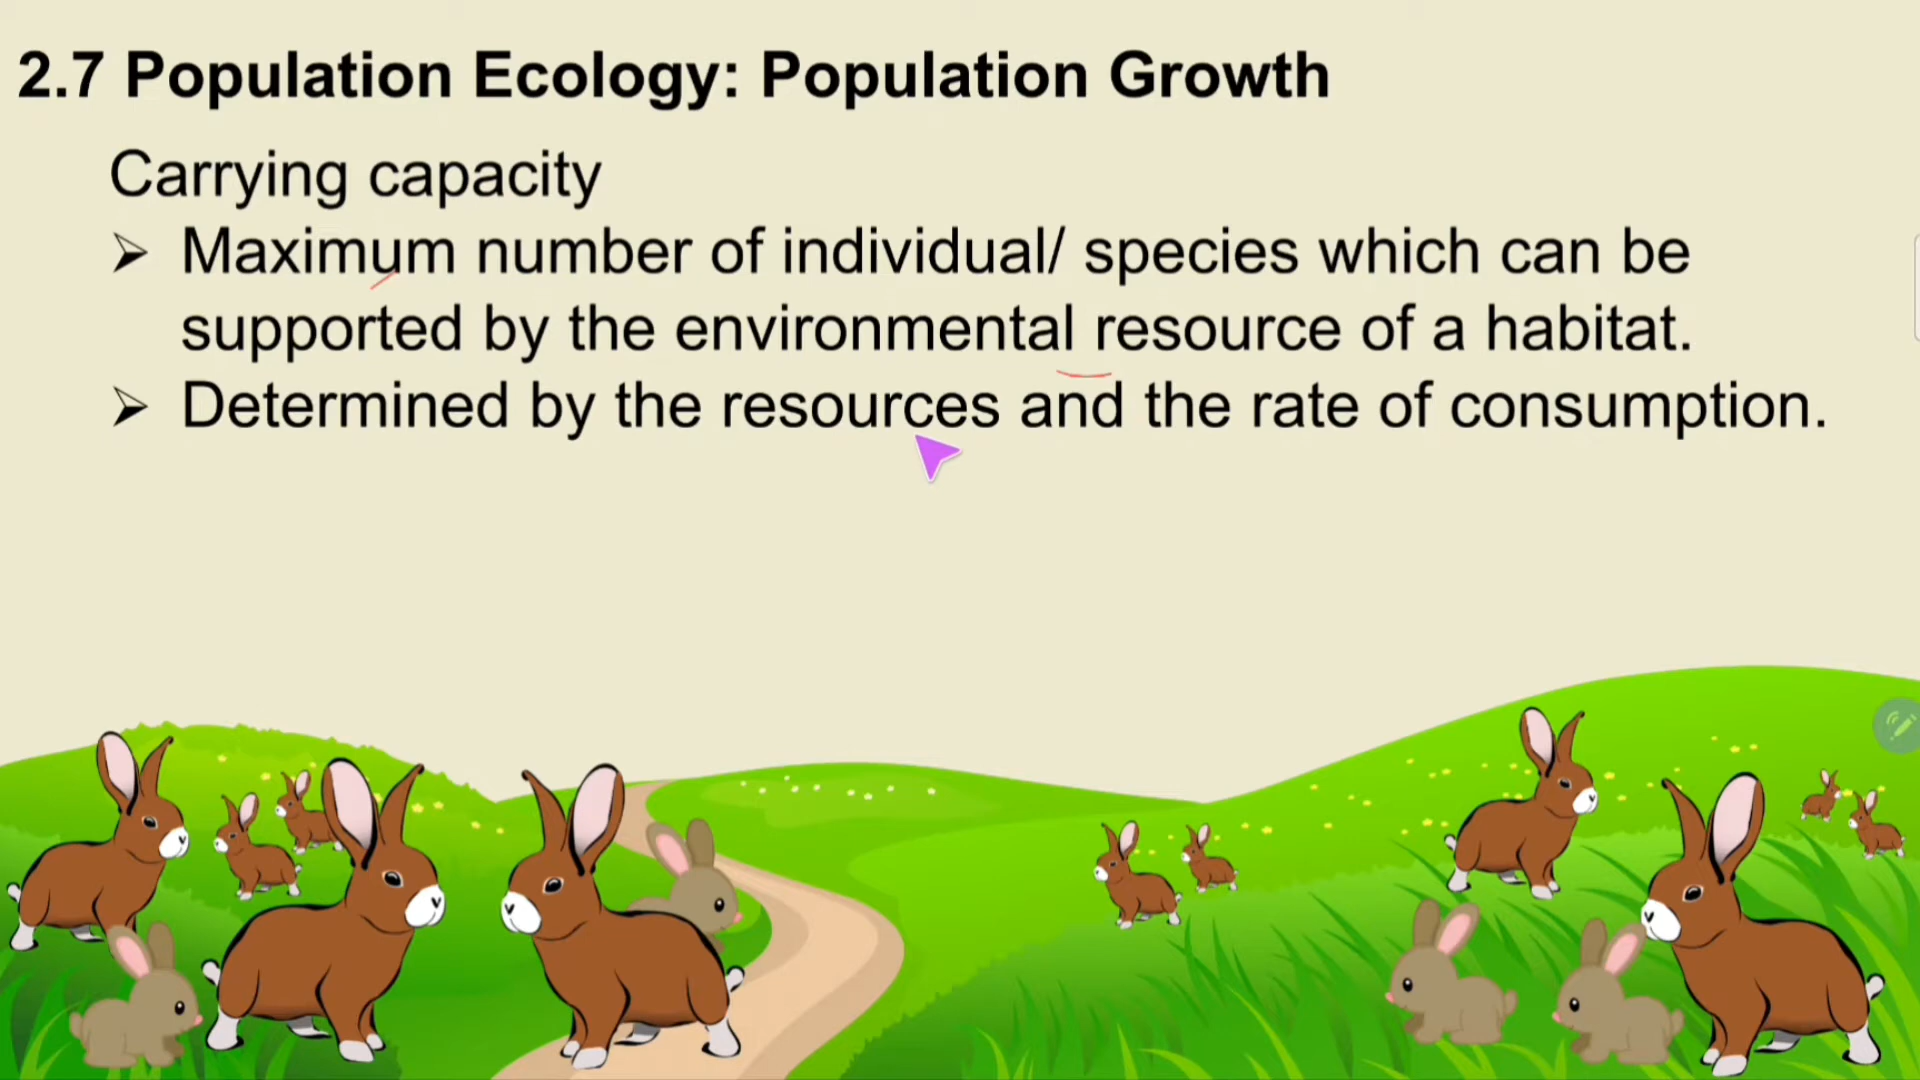 2.7 Population Ecology: Population Growth
Carrying capacity
➢ Maximum number of individual/ species which can be
supported by the environmental resource of a habitat.
➢ Determined by the resources and the rate of consumption.